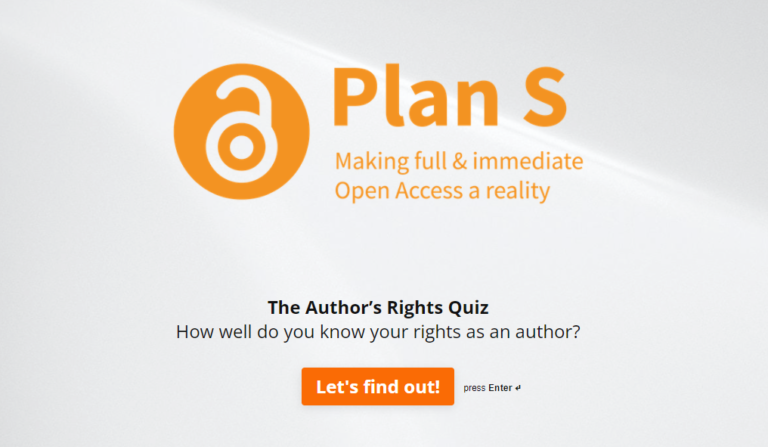 Plan S
Making full & immediate
Open Access a reality
The Author’s Rights Quiz
How well do you know your rights as an author?
Let's find out! press Enter ↵